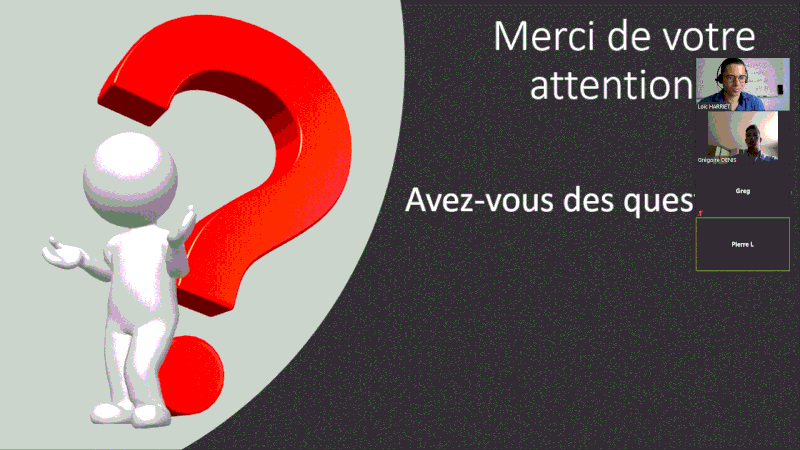 Merci de votre
attention
Avez-vous des ques
Loïc HARRIET
Grégoire DENIS
Greg
Pierre L